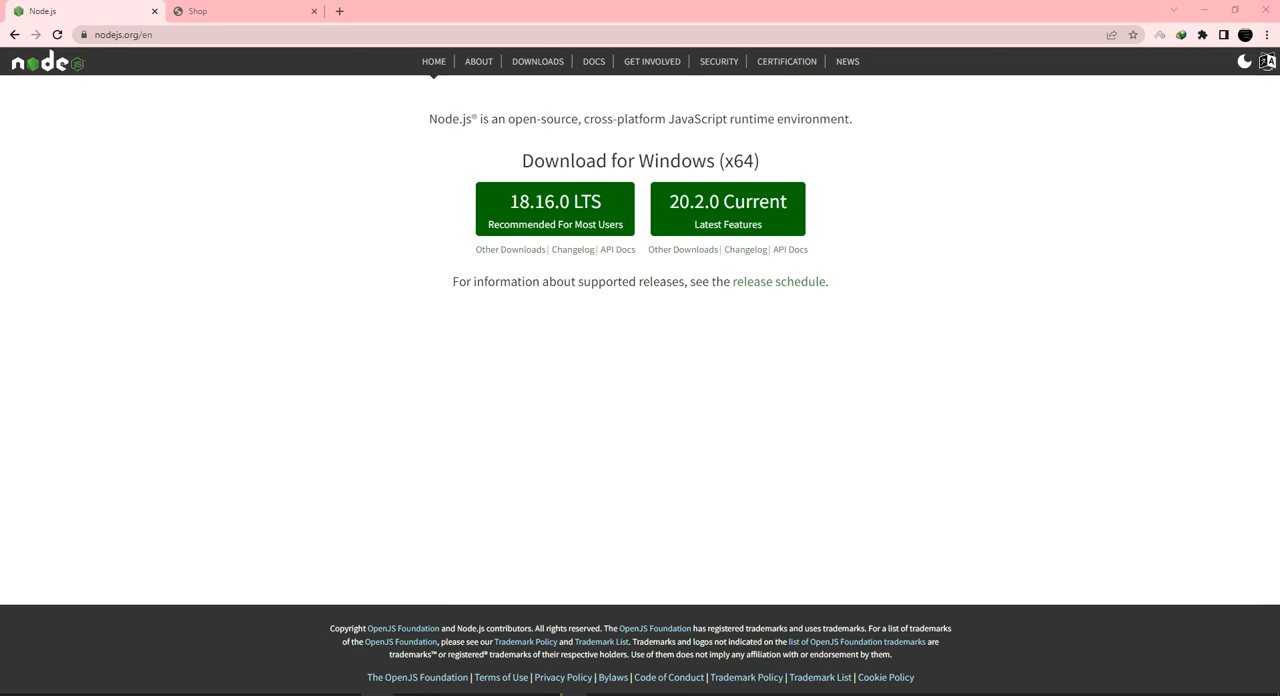 Node.js
Shop
nodejs.org/en
node JS
HOME | ABOUT | DOWNLOADS | DOCS | GET INVOLVED | SECURITY | CERTIFICATION | NEWS
Node.js® is an open-source, cross-platform JavaScript runtime environment.
Download for Windows (x64)
18.16.0 LTS
Recommended For Most Users
20.2.0 Current
Latest Features
Other Downloads | Changelog | API Docs
Other Downloads | Changelog | API Docs
For information about supported releases, see the release schedule.
Copyright OpenJS Foundation and Node.js contributors. All rights reserved. The OpenJS Foundation has registered trademarks and uses trademarks. For a list of trademarks
of the OpenJS Foundation, please see our Trademark Policy and Trademark List. Trademarks and logos not indicated on the list of OpenJS Foundation trademarks are
trademarks™ or registered® trademarks of their respective holders. Use of them does not imply any affiliation with or endorsement by them.
The OpenJS Foundation | Terms of Use | Privacy Policy | Bylaws | Code of Conduct | Trademark Policy | Trademark List | Cookie Policy